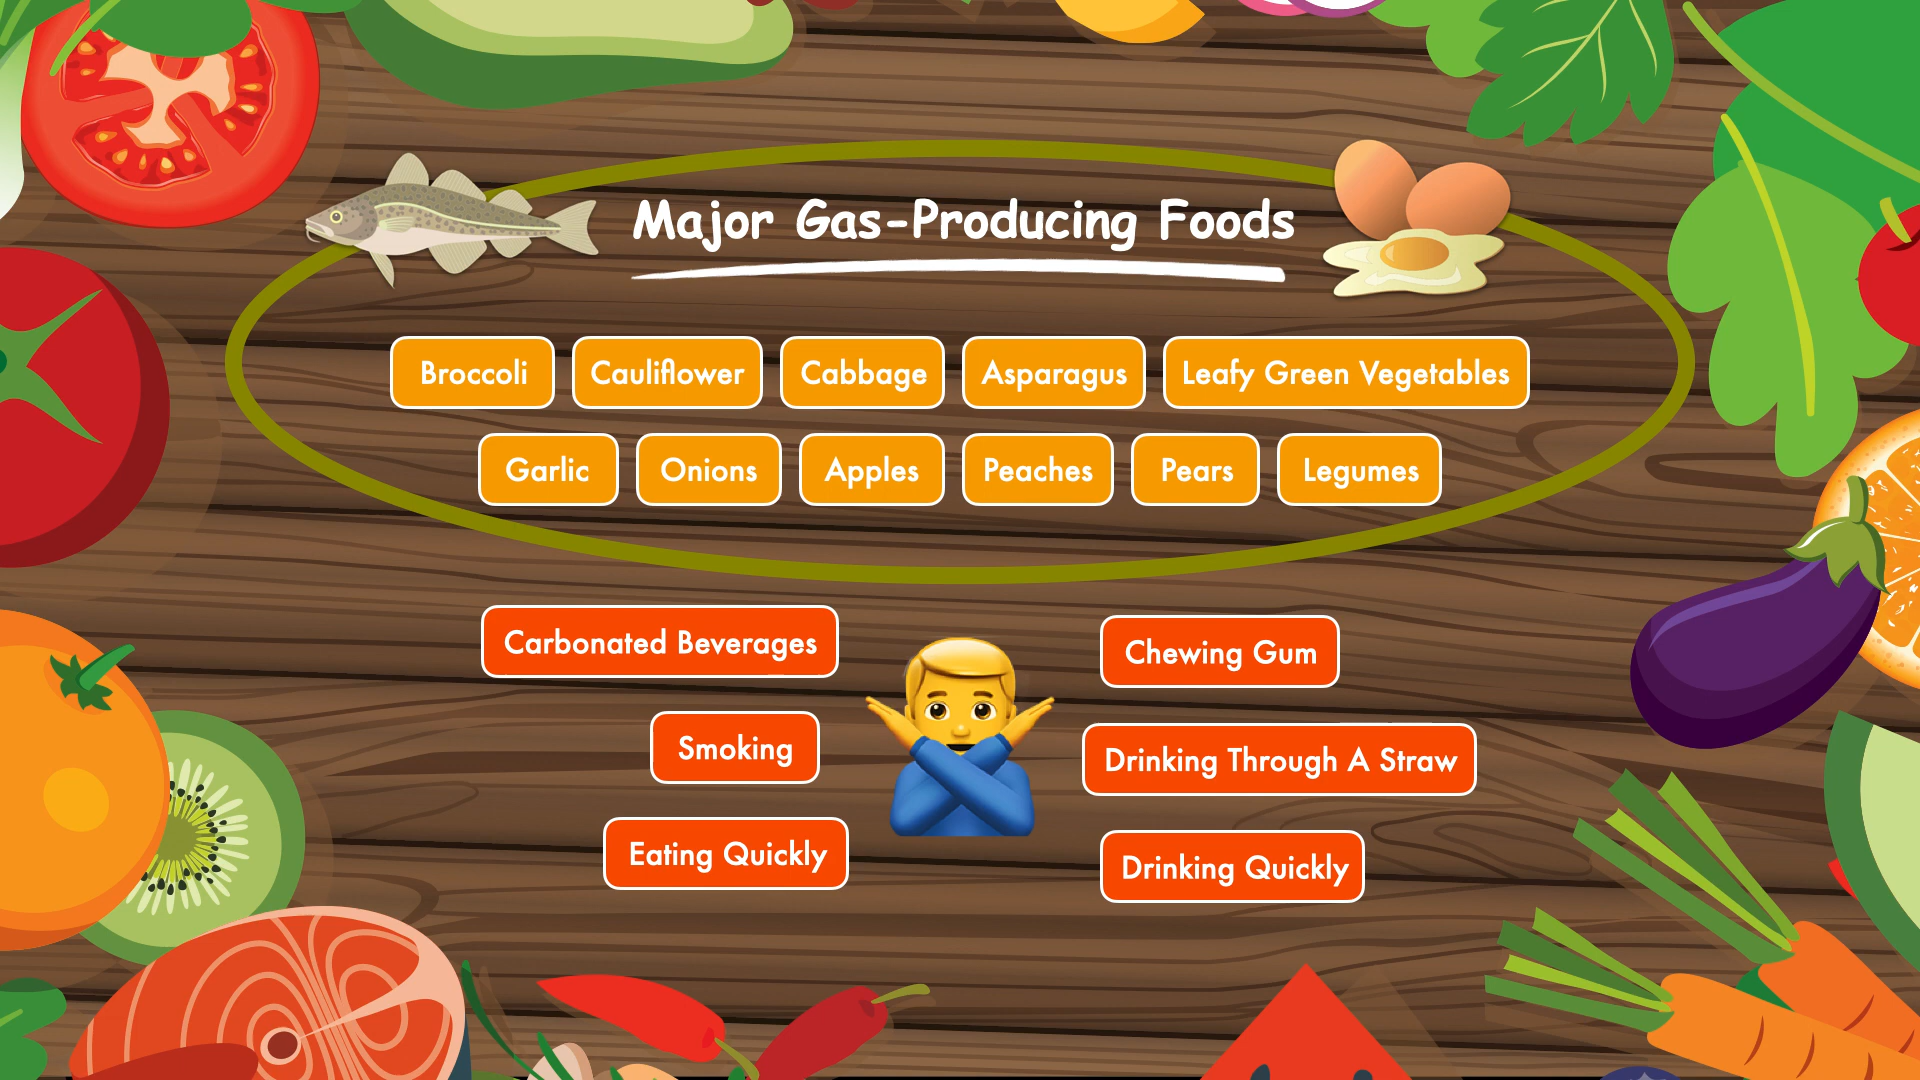 Major Gas-Producing Foods
Broccoli
Cauliflower
Cabbage
Asparagus
Leafy Green Vegetables
Garlic
Onions
Apples
Peaches
Pears
Legumes
Carbonated Beverages
Chewing Gum
Smoking
Drinking Through A Straw
Eating Quickly
Drinking Quickly